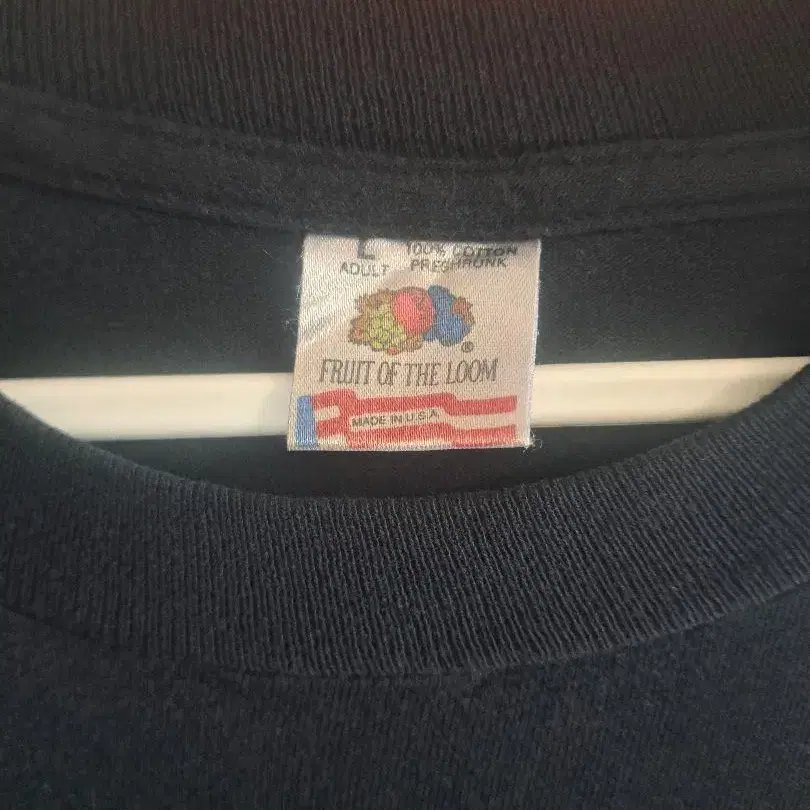 L 100% COTTON
ADULT PRESHRUNK
®
FRUIT OF THE LOOM
MADE IN U.S.A.